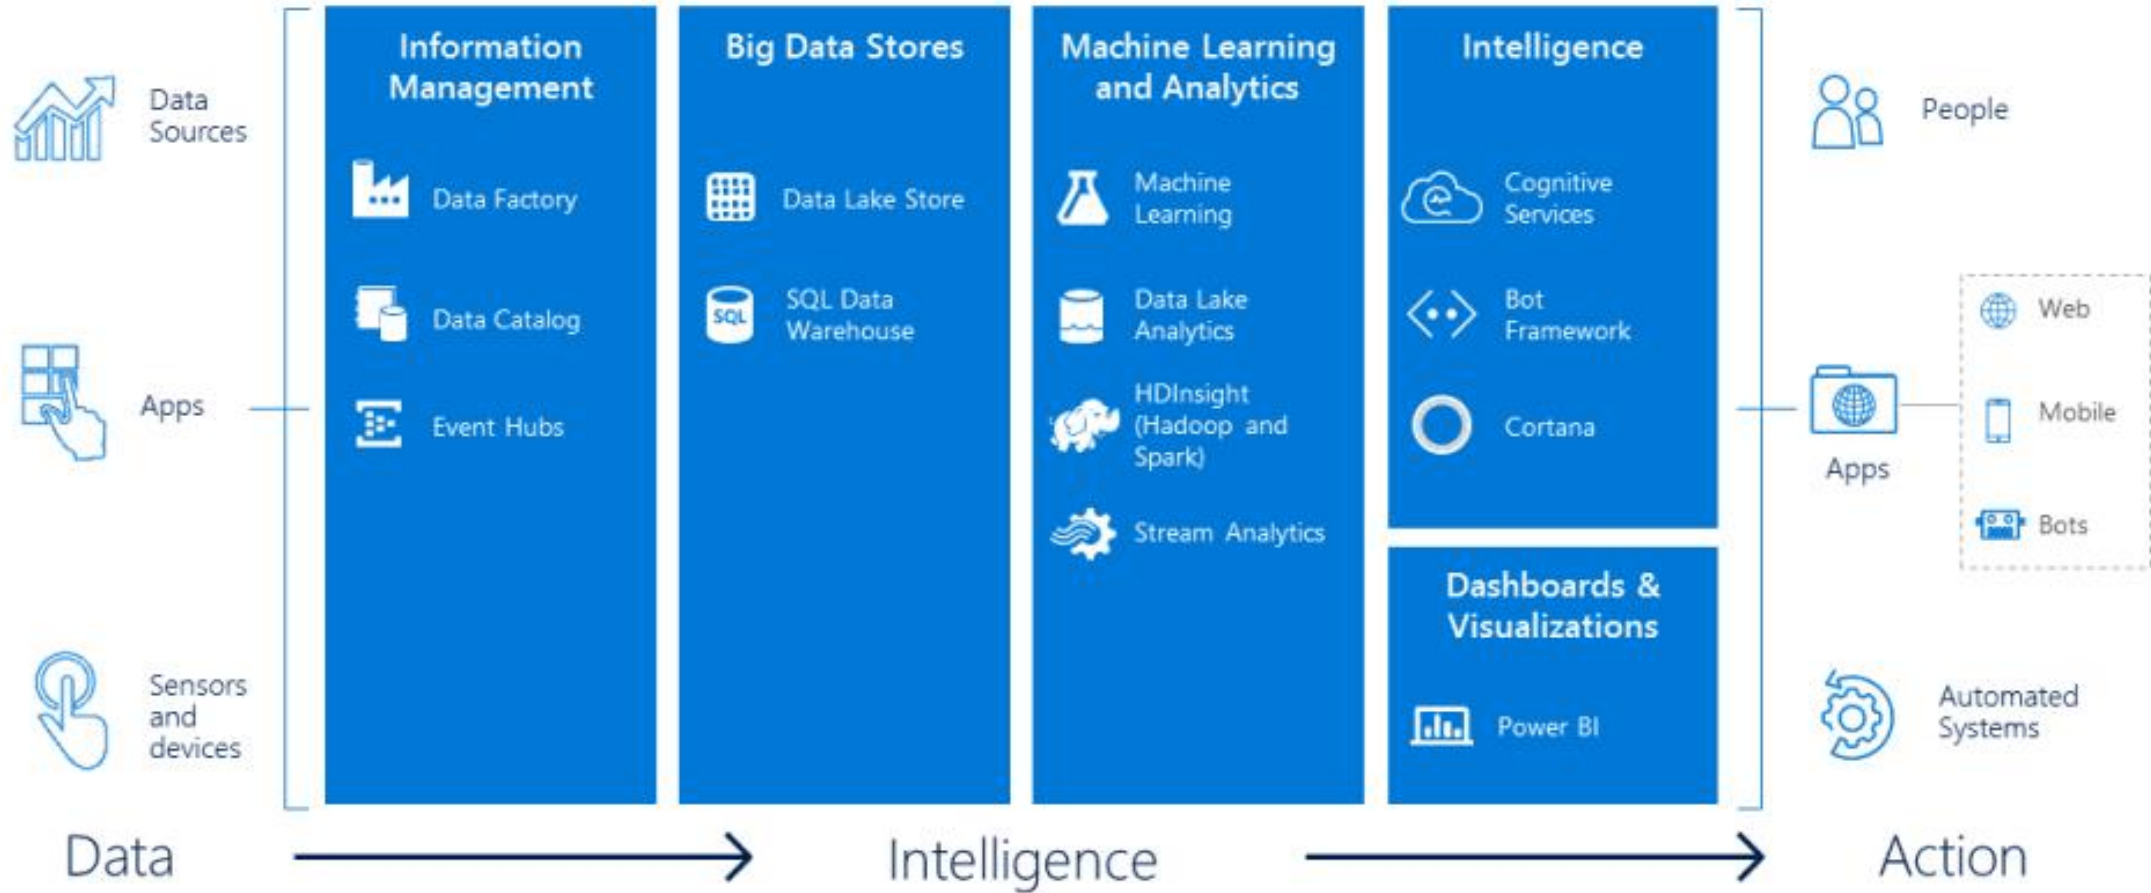 Data
Sources
Apps
Sensors
and
devices
Information
Management
Data Factory
Data Catalog
Event Hubs
Big Data Stores
Data Lake Store
SQL
SQL Data
Warehouse
Machine Learning
and Analytics
Machine
Learning
Data Lake
Analytics
HDInsight
(Hadoop and
Spark)
Stream Analytics
Intelligence
Cognitive
Services
Bot
Framework
Cortana
Dashboards &
Visualizations
Power BI
People
Apps
Web
Mobile
Bots
Automated
Systems
Data
Intelligence
Action